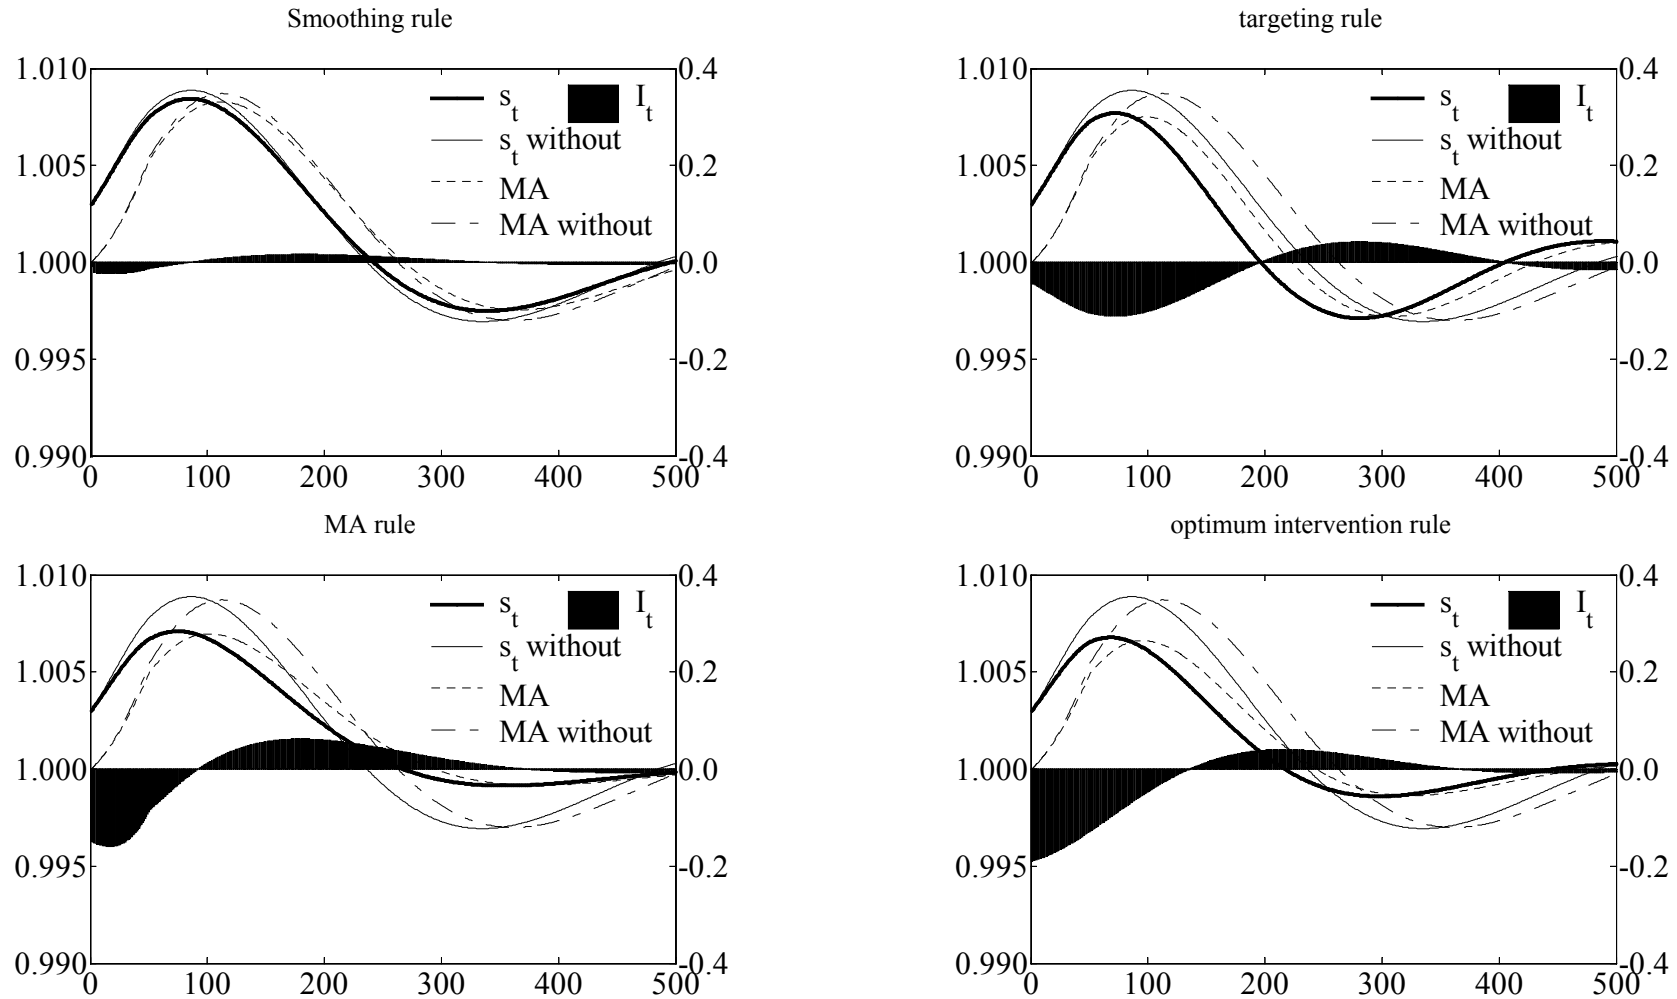 Smoothing rule
1.010
1.005
1.000
0.995
0.990
0.4
0.2
0.0
-0.2
-0.4
0 100 200 300 400 500
s_t I_t
s_t without
MA
MA without
targeting rule
1.010
1.005
1.000
0.995
0.990
0.4
0.2
0.0
-0.2
-0.4
0 100 200 300 400 500
s_t I_t
s_t without
MA
MA without
MA rule
1.010
1.005
1.000
0.995
0.990
0.4
0.2
0.0
-0.2
-0.4
0 100 200 300 400 500
s_t I_t
s_t without
MA
MA without
optimum intervention rule
1.010
1.005
1.000
0.995
0.990
0.4
0.2
0.0
-0.2
-0.4
0 100 200 300 400 500
s_t I_t
s_t without
MA
MA without